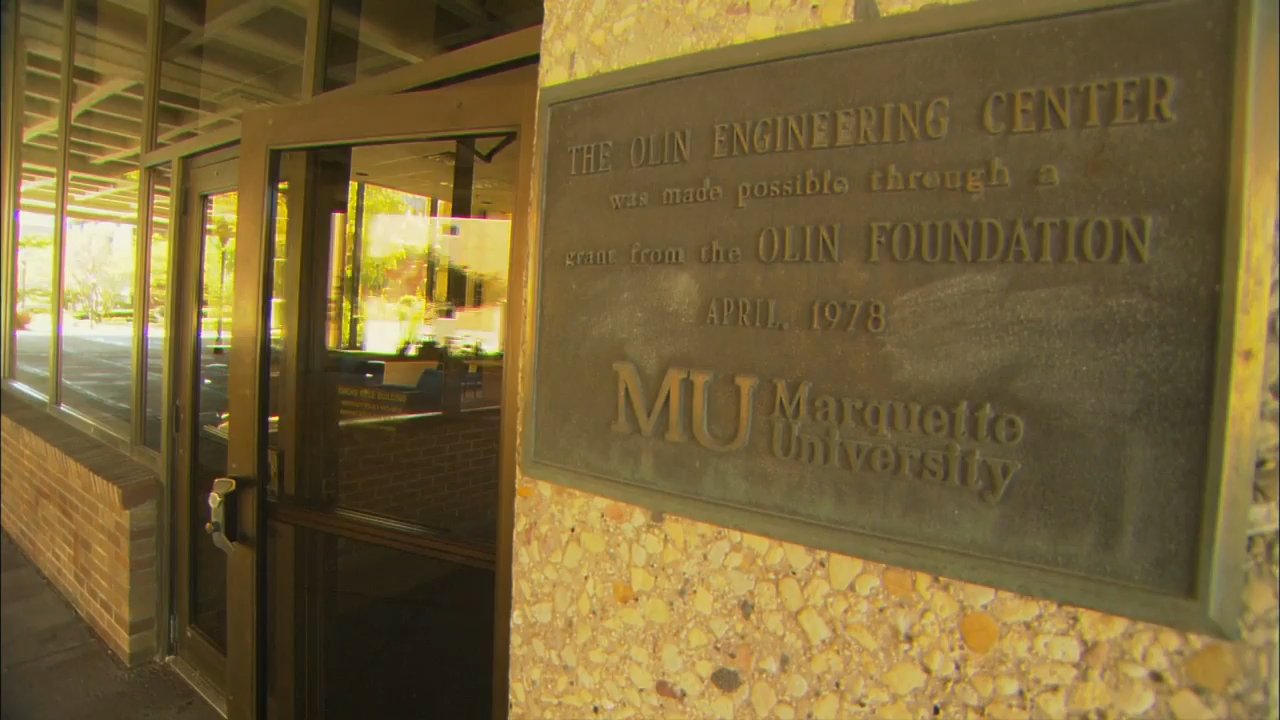 THE OLIN ENGINEERING CENTER
was made possible through a
grant from the OLIN FOUNDATION
APRIL, 1978
MU Marquette
University